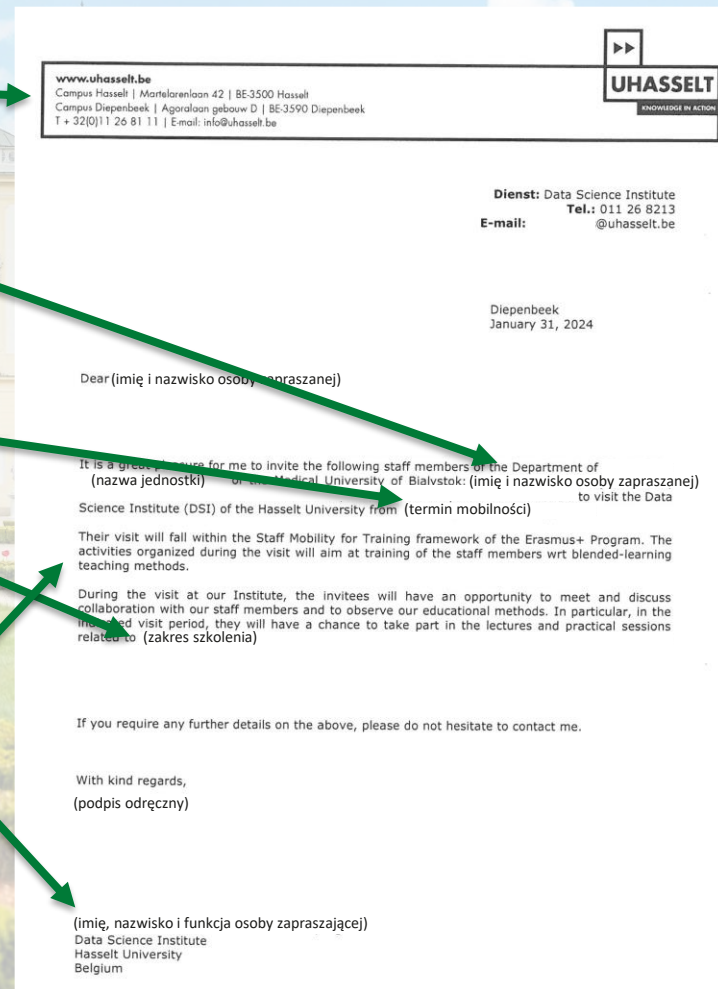 ▶▶
UHASSELT
KNOWLEDGE IN ACTION
www.uhasselt.be
Campus Hasselt | Martelarenlaan 42 | BE-3500 Hasselt
Campus Diepenbeek | Agoralaan gebouw D | BE-3590 Diepenbeek
T + 32(0)11 26 81 11 | E-mail: info@uhasselt.be
Dienst: Data Science Institute
Tel.: 011 26 8213
E-mail: @uhasselt.be
Diepenbeek
January 31, 2024
Dear (imię i nazwisko osoby zapraszanej)
It is a great pleasure for me to invite the following staff members of the Department of
(nazwa jednostki) of the Medical University of Bialystok: (imię i nazwisko osoby zapraszanej)
to visit the Data
Science Institute (DSI) of the Hasselt University from (termin mobilności)
Their visit will fall within the Staff Mobility for Training framework of the Erasmus+ Program. The
activities organized during the visit will aim at training of the staff members wrt blended-learning
teaching methods.
During the visit at our Institute, the invitees will have an opportunity to meet and discuss
collaboration with our staff members and to observe our educational methods. In particular, in the
visit period, they will have a chance to take part in the lectures and practical sessions
related to (zakres szkolenia)
If you require any further details on the above, please do not hesitate to contact me.
With kind regards,
(podpis odręczny)
(imię, nazwisko i funkcja osoby zapraszającej)
Data Science Institute
Hasselt University
Belgium